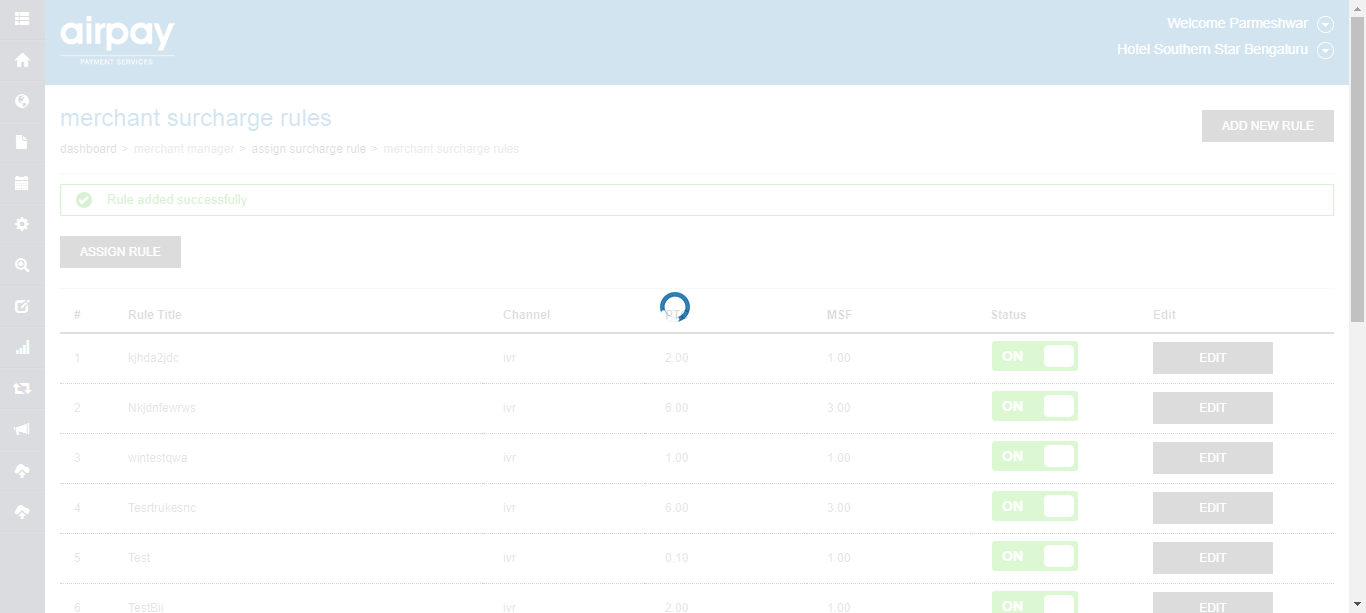 airpay
PAYMENT SERVICES
Welcome Parmeshwar
Hotel Southern Star Bengaluru
merchant surcharge rules
ADD NEW RULE
dashboard > merchant manager > assign surcharge rule > merchant surcharge rules
Rule added successfully
ASSIGN RULE
# Rule Title Channel MSF Status Edit
1 kjhda2jdc ivr 2.00 1.00 ON EDIT
2 Nkjdnfewrws ivr 6.00 3.00 ON EDIT
3 wintestqwa ivr 1.00 1.00 ON EDIT
4 Tesrtrukesnc ivr 6.00 3.00 ON EDIT
5 Test ivr 0.10 1.00 ON EDIT
6 TestBil ivr 2.00 1.00 ON EDIT